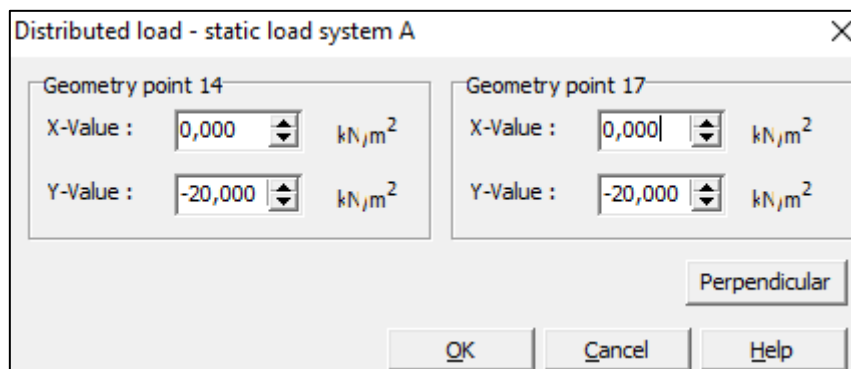 Distributed load - static load system A
Geometry point 14
X-Value : 0,000 kN/m²
Y-Value : -20,000 kN/m²
Geometry point 17
X-Value : 0,000 kN/m²
Y-Value : -20,000 kN/m²
Perpendicular
OK Cancel Help